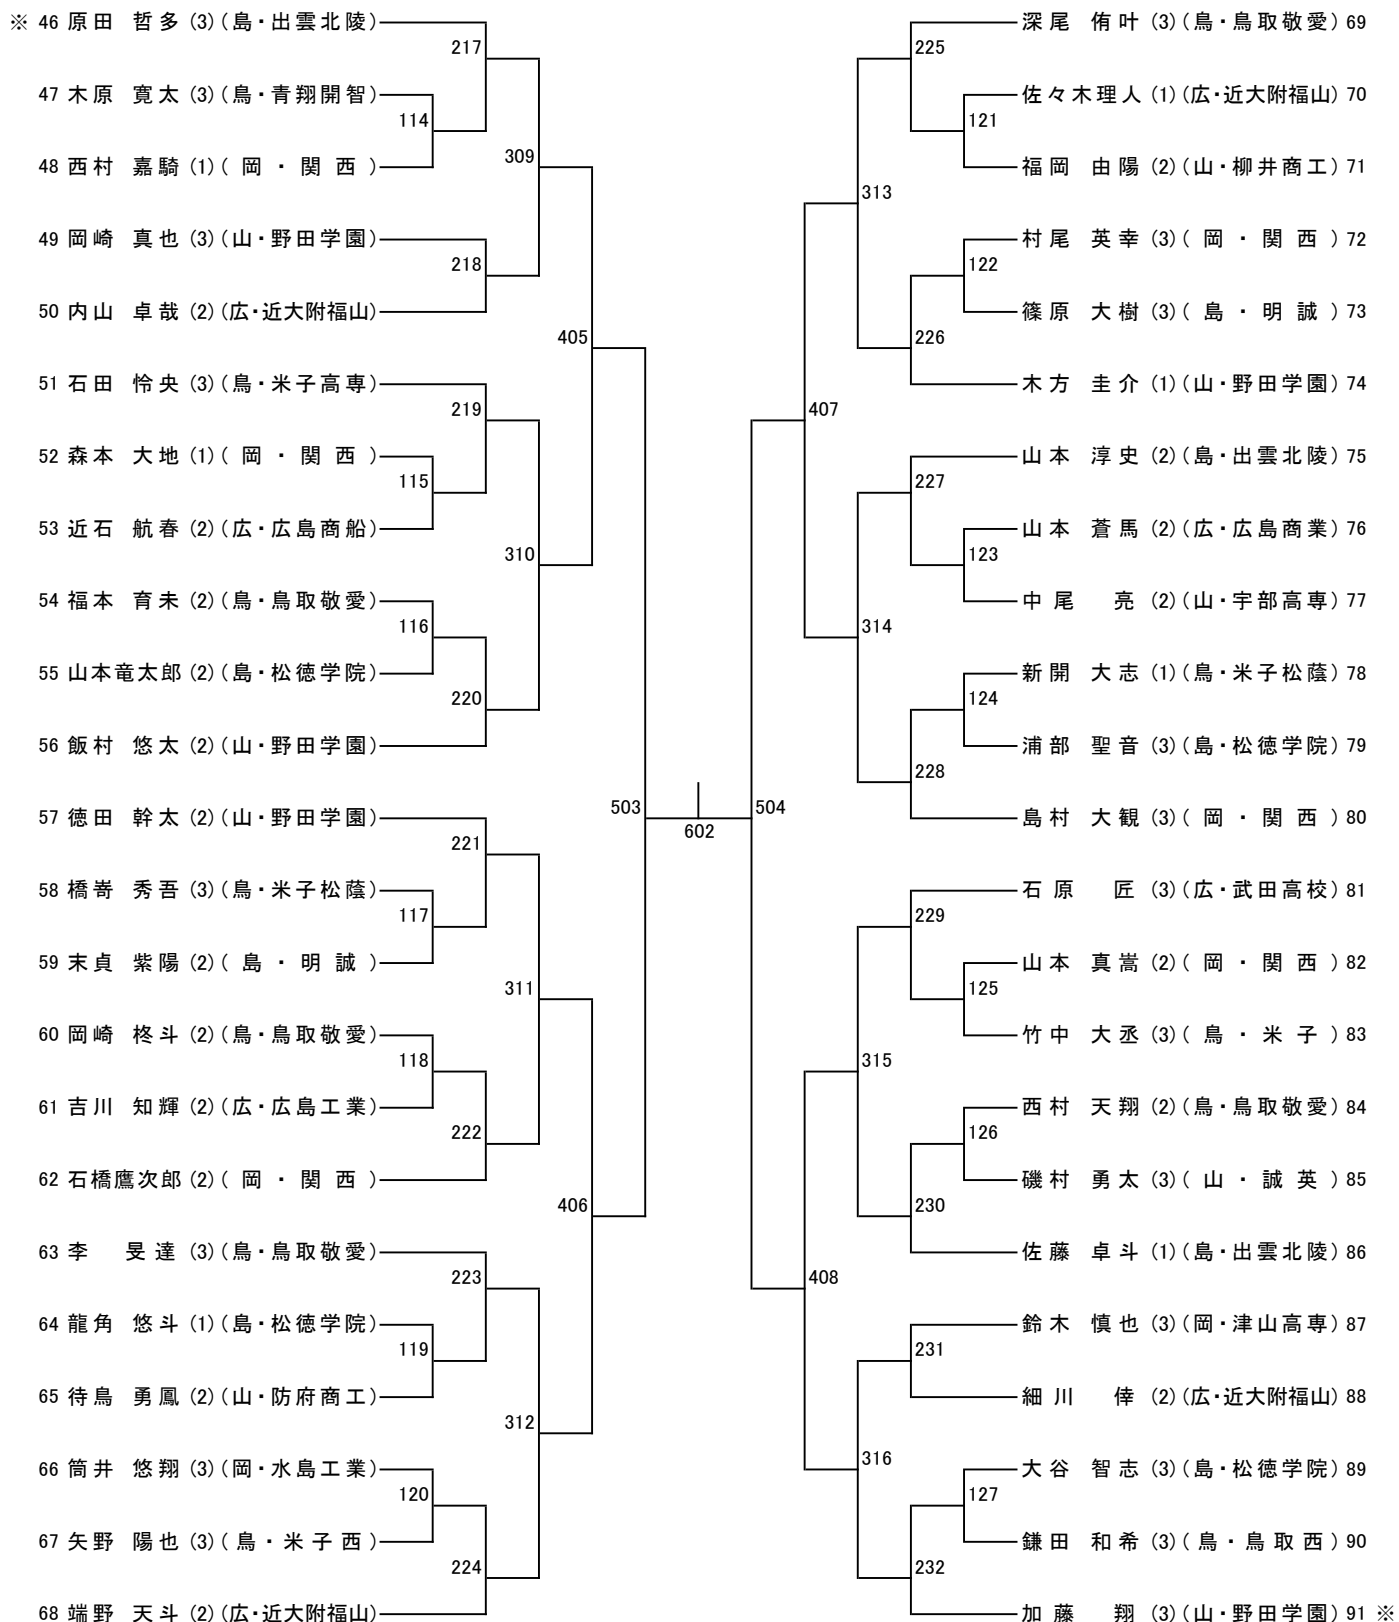 ※ 46 原田 哲多 (3) (島・出雲北陵)
217
47 木原 寛太 (3) (鳥・青翔開智)
114
48 西村 嘉騎 (1) ( 岡 ・ 関 西 )
309
49 岡崎 真也 (3) (山・野田学園)
218
50 内山 卓哉 (2) (広・近大附福山)
405
51 石田 怜央 (3) (鳥・米子高専)
219
52 森本 大地 (1) ( 岡 ・ 関 西 )
115
53 近石 航春 (2) (広・広島商船)
310
54 福本 育未 (2) (鳥・鳥取敬愛)
116
55 山本竜太郎 (2) (島・松徳学院)
220
56 飯村 悠太 (2) (山・野田学園)
503
57 徳田 幹太 (2) (山・野田学園)
221
58 橋嵜 秀吾 (3) (鳥・米子松蔭)
117
59 末貞 紫陽 (2) ( 島 ・ 明 誠 )
311
60 岡崎 柊斗 (2) (鳥・鳥取敬愛)
118
61 吉川 知輝 (2) (広・広島工業)
222
62 石橋鷹次郎 (2) ( 岡 ・ 関 西 )
406
63 李 旻達 (3) (鳥・鳥取敬愛)
223
64 龍角 悠斗 (1) (島・松徳学院)
119
65 待鳥 勇鳳 (2) (山・防府商工)
312
66 筒井 悠翔 (3) (岡・水島工業)
120
67 矢野 陽也 (3) ( 鳥 ・ 米 子 西 )
224
68 端野 天斗 (2) (広・近大附福山)
602
深尾 侑叶 (3) (鳥・鳥取敬愛) 69
225
佐々木理人 (1) (広・近大附福山) 70
121
福岡 由陽 (2) (山・柳井商工) 71
313
村尾 英幸 (3) ( 岡 ・ 関 西 ) 72
122
篠原 大樹 (3) ( 島 ・ 明 誠 ) 73
226
木方 圭介 (1) (山・野田学園) 74
407
山本 淳史 (2) (島・出雲北陵) 75
227
山本 蒼馬 (2) (広・広島商業) 76
123
中尾 亮 (2) (山・宇部高専) 77
314
新開 大志 (1) (鳥・米子松蔭) 78
124
浦部 聖音 (3) (島・松徳学院) 79
228
島村 大観 (3) ( 岡 ・ 関 西 ) 80
504
石原 匠 (3) (広・武田高校) 81
229
山本 真嵩 (2) ( 岡 ・ 関 西 ) 82
125
竹中 大丞 (3) ( 鳥 ・ 米 子 ) 83
315
西村 天翔 (2) (鳥・鳥取敬愛) 84
126
磯村 勇太 (3) ( 山 ・ 誠 英 ) 85
230
佐藤 卓斗 (1) (島・出雲北陵) 86
408
鈴木 慎也 (3) (岡・津山高専) 87
231
細川 倖 (2) (広・近大附福山) 88
316
大谷 智志 (3) (島・松徳学院) 89
127
鎌田 和希 (3) ( 鳥 ・ 鳥 取 西 ) 90
232
加藤 翔 (3) (山・野田学園) 91 ※